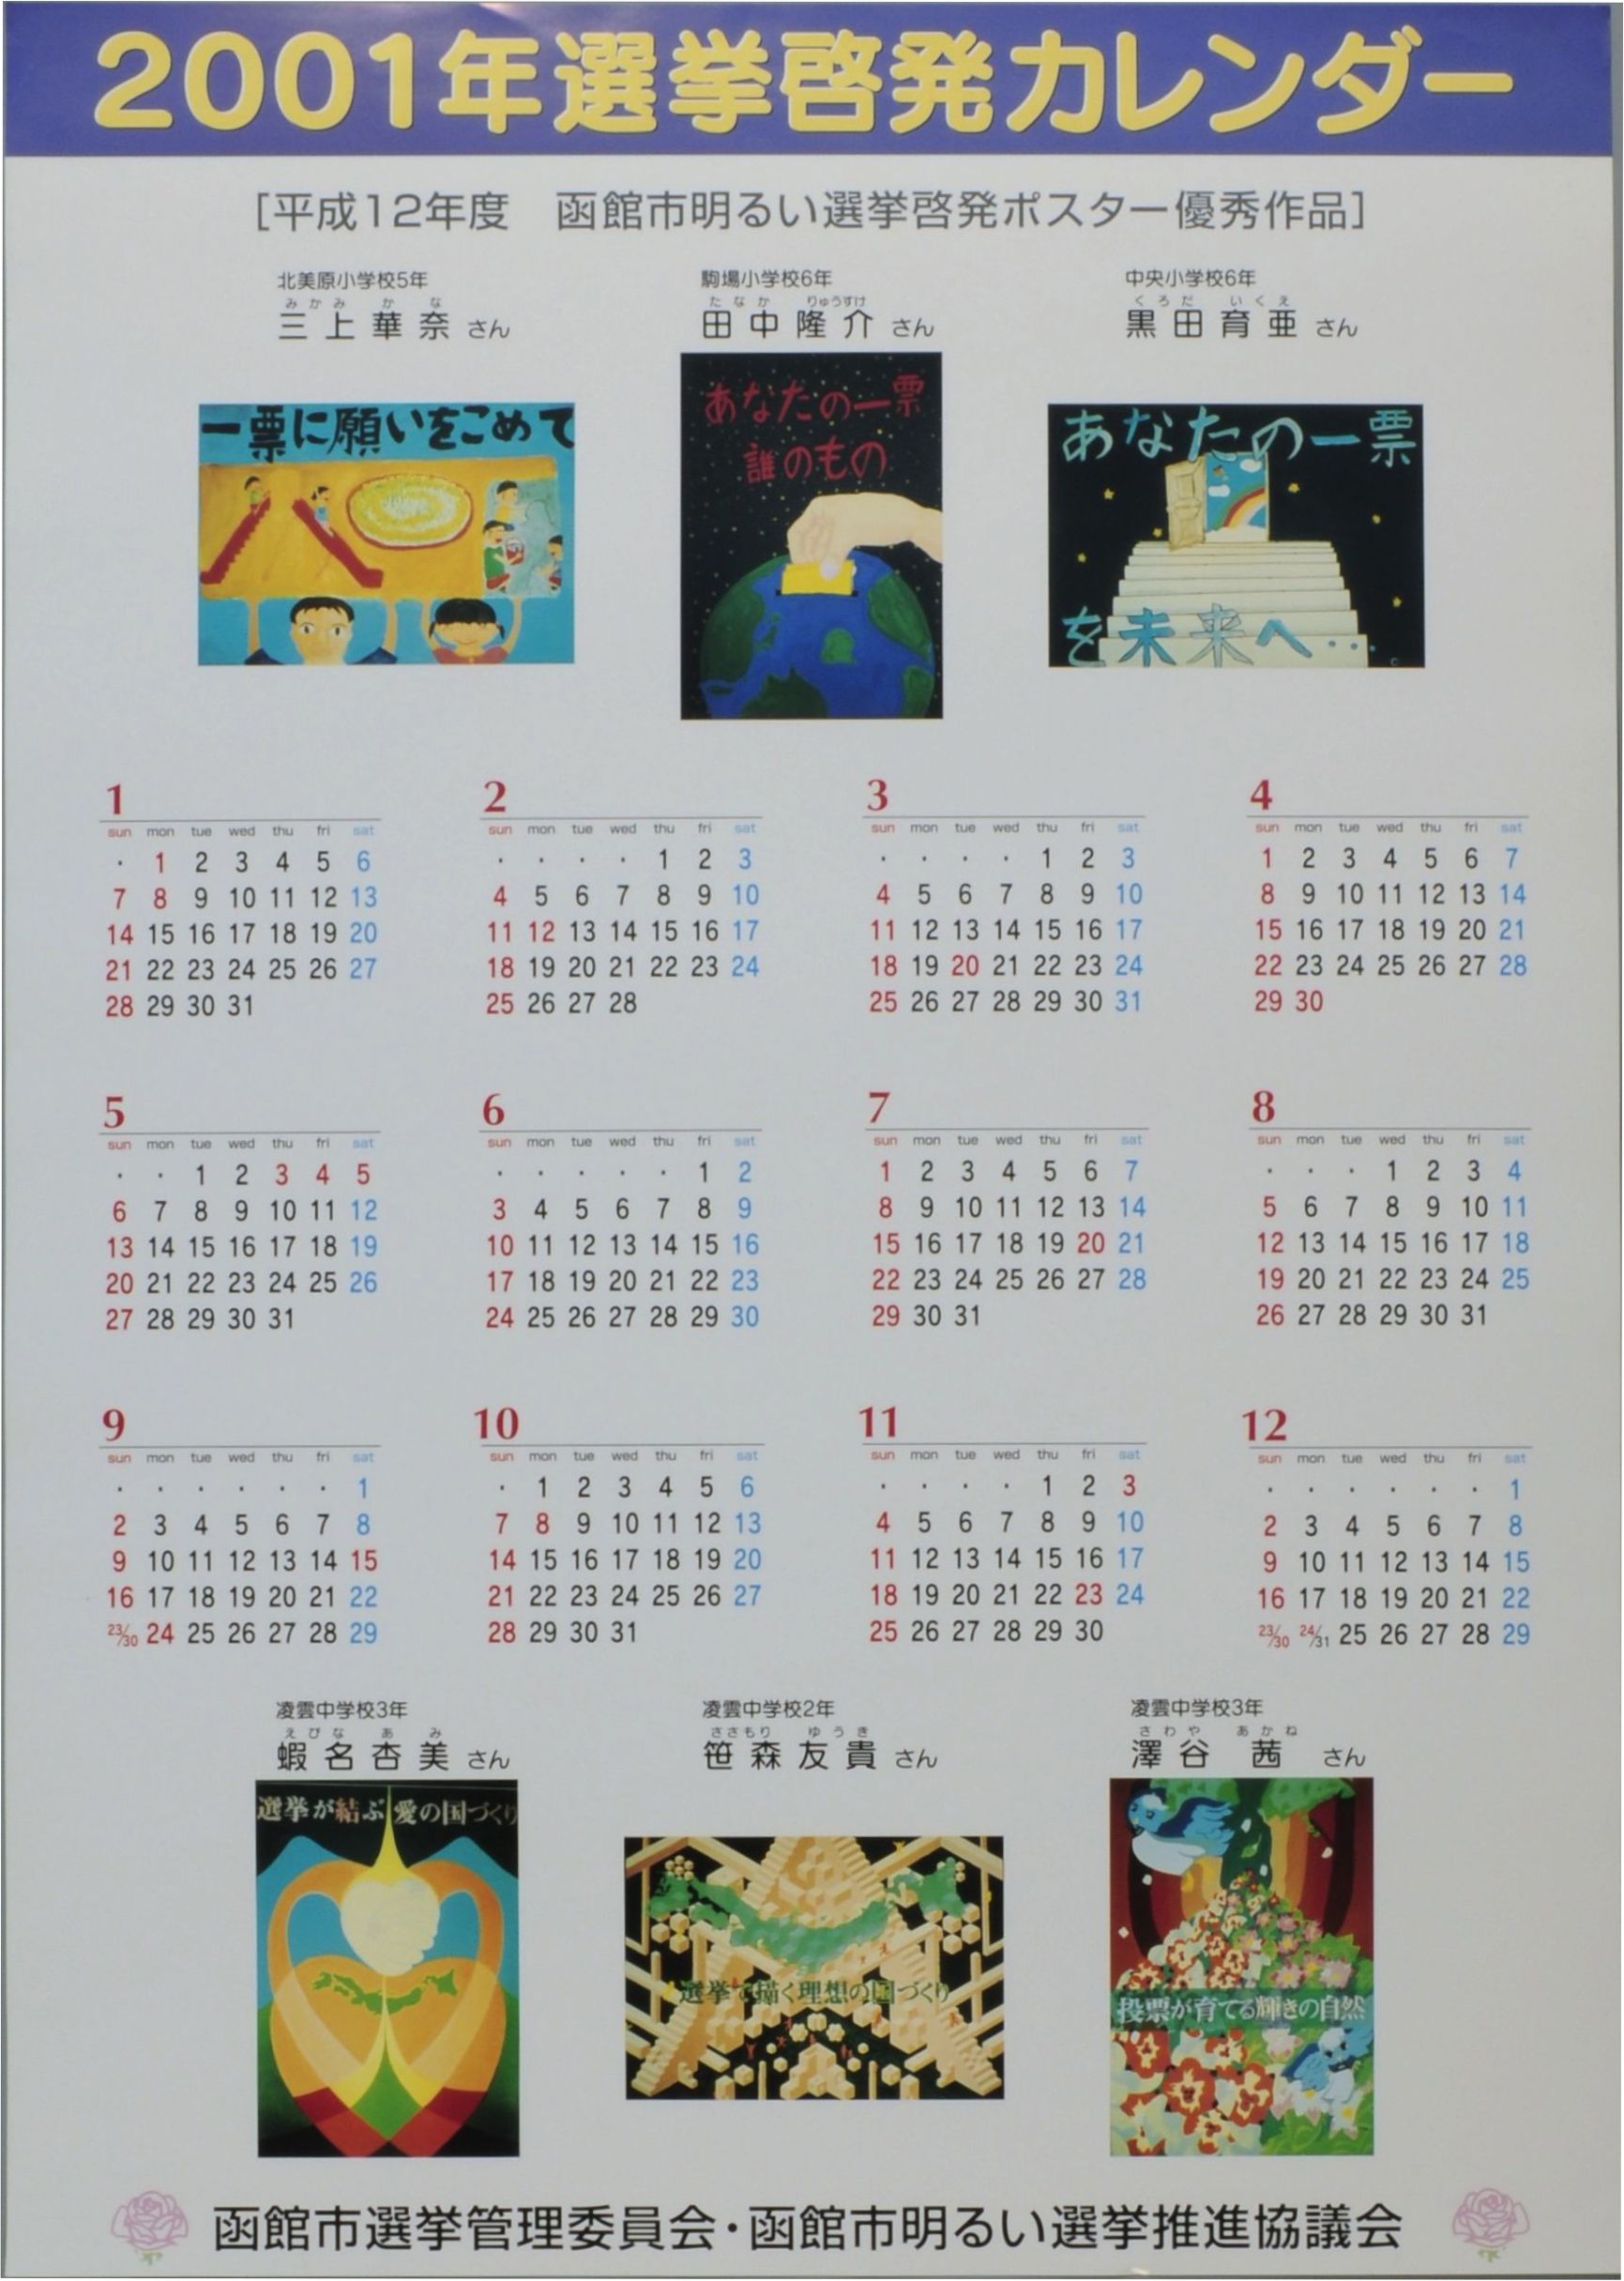 2001年選挙啓発カレンダー
[平成12年度　函館市明るい選挙啓発ポスター優秀作品]
北美原小学校5年
みかみ　か　な
三上華奈 さん
駒場小学校6年
たなか　りゅうすけ
田中隆介 さん
中央小学校6年
くろだ　いくえ
黒田育亜 さん
一票に願いをこめて
あなたの一票
誰のもの
あなたの一票
を未来へ・・・
1
sun mon tue wed thu fri sat
・ 1 2 3 4 5 6
7 8 9 10 11 12 13
14 15 16 17 18 19 20
21 22 23 24 25 26 27
28 29 30 31
2
sun mon tue wed thu fri sat
・ ・ ・ ・ 1 2 3
4 5 6 7 8 9 10
11 12 13 14 15 16 17
18 19 20 21 22 23 24
25 26 27 28
3
sun mon tue wed thu fri sat
・ ・ ・ ・ 1 2 3
4 5 6 7 8 9 10
11 12 13 14 15 16 17
18 19 20 21 22 23 24
25 26 27 28 29 30 31
4
sun mon tue wed thu fri sat
1 2 3 4 5 6 7
8 9 10 11 12 13 14
15 16 17 18 19 20 21
22 23 24 25 26 27 28
29 30
5
sun mon tue wed thu fri sat
・ ・ 1 2 3 4 5
6 7 8 9 10 11 12
13 14 15 16 17 18 19
20 21 22 23 24 25 26
27 28 29 30 31
6
sun mon tue wed thu fri sat
・ ・ ・ ・ ・ 1 2
3 4 5 6 7 8 9
10 11 12 13 14 15 16
17 18 19 20 21 22 23
24 25 26 27 28 29 30
7
sun mon tue wed thu fri sat
1 2 3 4 5 6 7
8 9 10 11 12 13 14
15 16 17 18 19 20 21
22 23 24 25 26 27 28
29 30 31
8
sun mon tue wed thu fri sat
・ ・ ・ 1 2 3 4
5 6 7 8 9 10 11
12 13 14 15 16 17 18
19 20 21 22 23 24 25
26 27 28 29 30 31
9
sun mon tue wed thu fri sat
・ ・ ・ ・ ・ ・ 1
2 3 4 5 6 7 8
9 10 11 12 13 14 15
16 17 18 19 20 21 22
23/30 24 25 26 27 28 29
10
sun mon tue wed thu fri sat
・ 1 2 3 4 5 6
7 8 9 10 11 12 13
14 15 16 17 18 19 20
21 22 23 24 25 26 27
28 29 30 31
11
sun mon tue wed thu fri sat
・ ・ ・ ・ 1 2 3
4 5 6 7 8 9 10
11 12 13 14 15 16 17
18 19 20 21 22 23 24
25 26 27 28 29 30
12
sun mon tue wed thu fri sat
・ ・ ・ ・ ・ ・ 1
2 3 4 5 6 7 8
9 10 11 12 13 14 15
16 17 18 19 20 21 22
23/30 24/31 25 26 27 28 29
凌雲中学校3年
えびな　あ　み
蝦名杏美 さん
凌雲中学校2年
ささもり　ゆうき
笹森友貴 さん
凌雲中学校3年
さわや　あかね
澤谷　茜　さん
選挙が結ぶ愛の国づくり
選挙で描く理想の国づくり
投票が育てる輝きの自然
函館市選挙管理委員会・函館市明るい選挙推進協議会